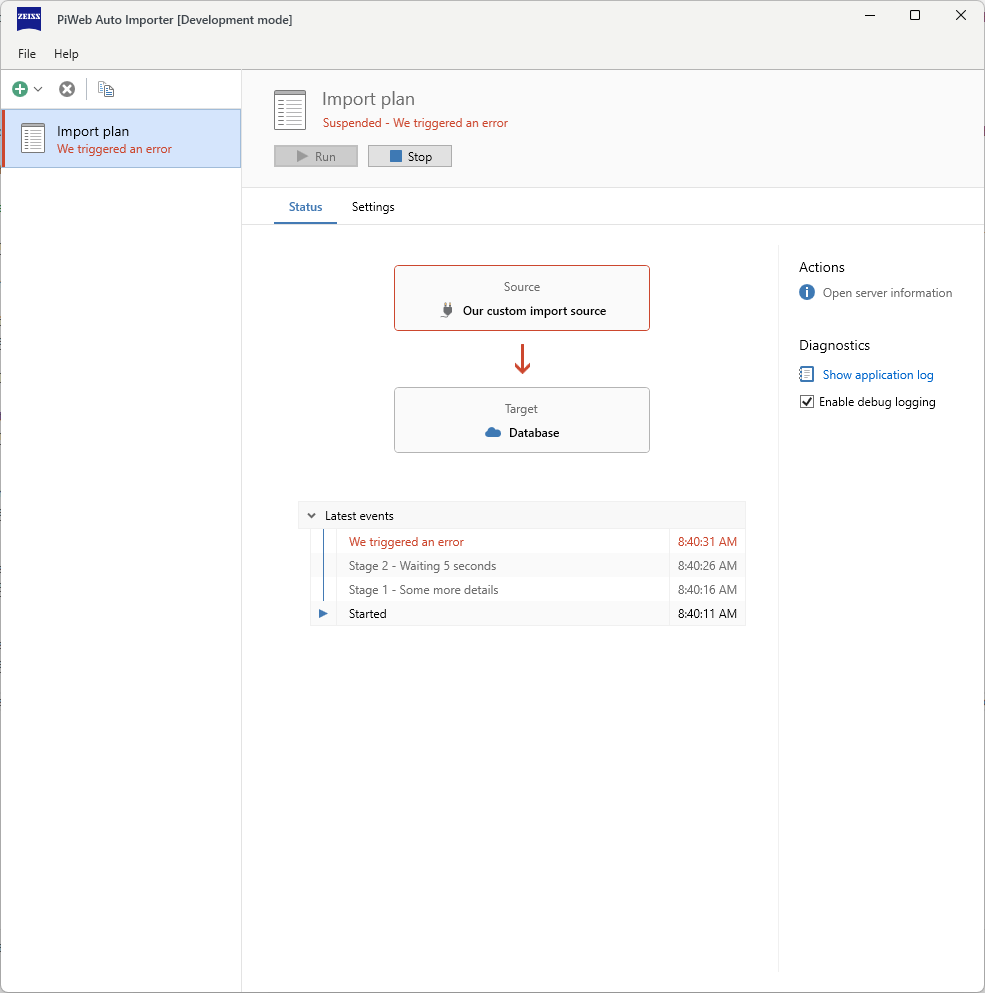 ZEISS
PiWeb Auto Importer [Development mode]
File Help
Import plan
We triggered an error
Import plan
Suspended - We triggered an error
Run Stop
Status Settings
Source
Our custom import source
Target
Database
Actions
Open server information
Diagnostics
Show application log
Enable debug logging
Latest events
We triggered an error 8:40:31 AM
Stage 2 - Waiting 5 seconds 8:40:26 AM
Stage 1 - Some more details 8:40:16 AM
Started 8:40:11 AM